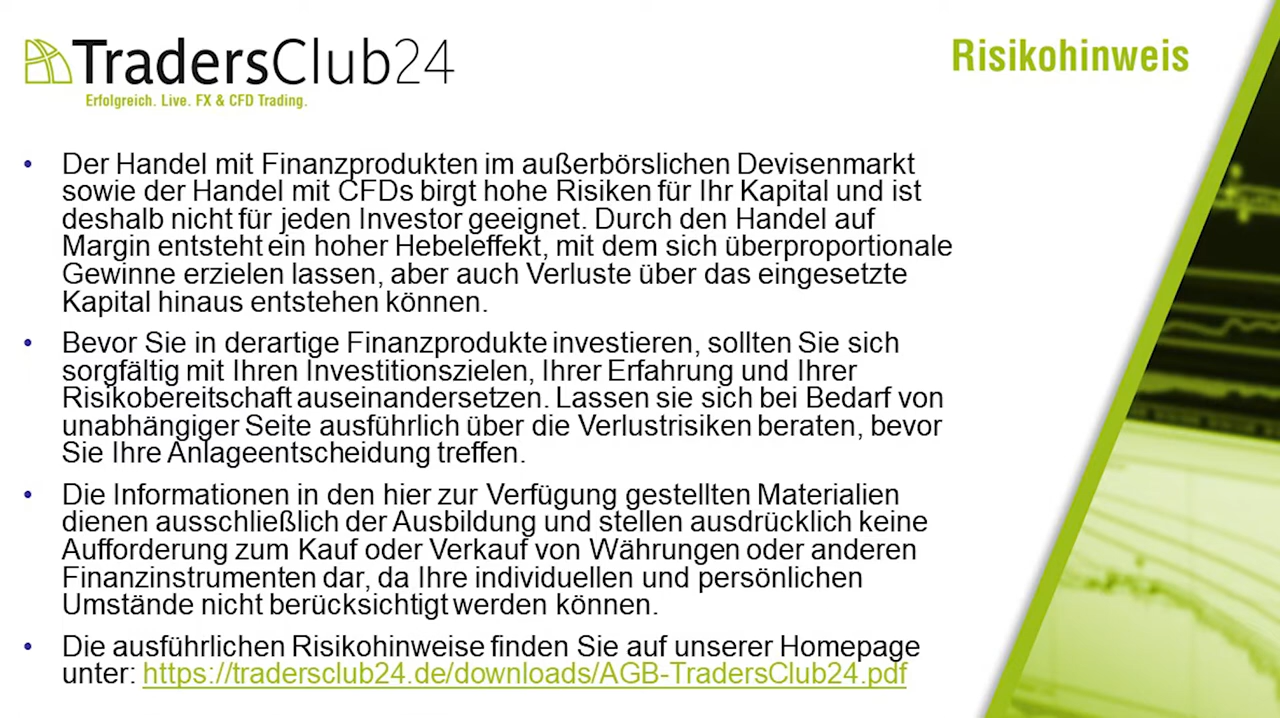 TradersClub24
Erfolgreich. Live. FX & CFD Trading.
Risikohinweis
• Der Handel mit Finanzprodukten im außerbörslichen Devisenmarkt
sowie der Handel mit CFDs birgt hohe Risiken für Ihr Kapital und ist
deshalb nicht für jeden Investor geeignet. Durch den Handel auf
Margin entsteht ein hoher Hebeleffekt, mit dem sich überproportionale
Gewinne erzielen lassen, aber auch Verluste über das eingesetzte
Kapital hinaus entstehen können.
• Bevor Sie in derartige Finanzprodukte investieren, sollten Sie sich
sorgfältig mit Ihren Investitionszielen, Ihrer Erfahrung und Ihrer
Risikobereitschaft auseinandersetzen. Lassen sie sich bei Bedarf von
unabhängiger Seite ausführlich über die Verlustrisiken beraten, bevor
Sie Ihre Anlageentscheidung treffen.
• Die Informationen in den hier zur Verfügung gestellten Materialien
dienen ausschließlich der Ausbildung und stellen ausdrücklich keine
Aufforderung zum Kauf oder Verkauf von Währungen oder anderen
Finanzinstrumenten dar, da Ihre individuellen und persönlichen
Umstände nicht berücksichtigt werden können.
• Die ausführlichen Risikohinweise finden Sie auf unserer Homepage
unter: https://tradersclub24.de/downloads/AGB-TradersClub24.pdf